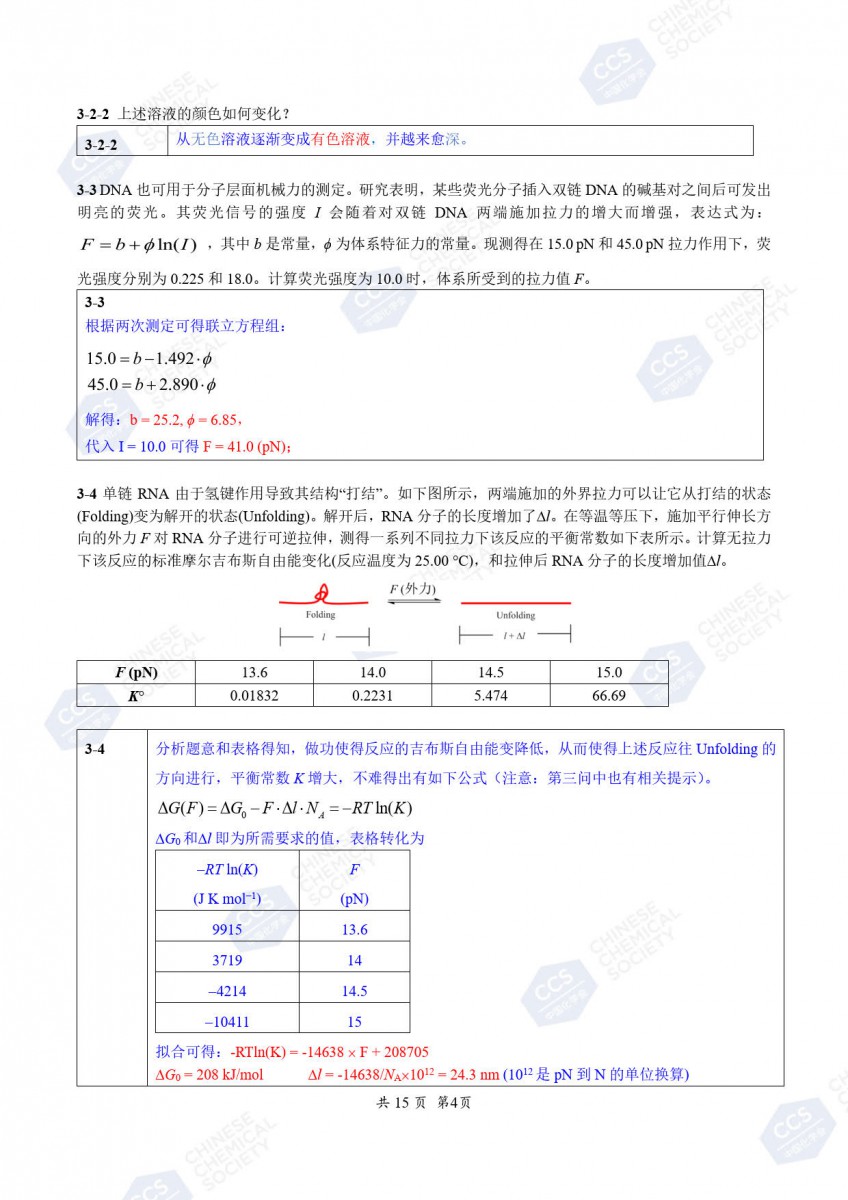 3-2-2 上述溶液的颜色如何变化？
3-2-2 从无色溶液逐渐变成有色溶液，并越来愈深。
3-3 DNA 也可用于分子层面机械力的测定。研究表明，某些荧光分子插入双链 DNA 的碱基对之间后可发出
明亮的荧光。其荧光信号的强度 I 会随着对双链 DNA 两端施加拉力的增大而增强，表达式为：
F = b + ϕ ln(I) ，其中 b 是常量，ϕ 为体系特征力的常量。现测得在 15.0 pN 和 45.0 pN 拉力作用下，荧
光强度分别为 0.225 和 18.0。计算荧光强度为 10.0 时，体系所受到的拉力值 F。
3-3
根据两次测定可得联立方程组：
15.0 = b − 1.492 · ϕ
45.0 = b + 2.890 · ϕ
解得：b = 25.2, ϕ = 6.85，
代入 I = 10.0 可得 F = 41.0 (pN)；
3-4 单链 RNA 由于氢键作用导致其结构“打结”。如下图所示，两端施加的外界拉力可以让它从打结的状态
(Folding)变为解开的状态(Unfolding)。解开后，RNA 分子的长度增加了Δl。在等温等压下，施加平行伸长方
向的外力 F 对 RNA 分子进行可逆拉伸，测得一系列不同拉力下该反应的平衡常数如下表所示。计算无拉力
下该反应的标准摩尔吉布斯自由能变化(反应温度为 25.00 °C)，和拉伸后 RNA 分子的长度增加值Δl。
F (外力)
Folding Unfolding
l l + Δl
F (pN) 13.6 14.0 14.5 15.0
K° 0.01832 0.2231 5.474 66.69
3-4 分析题意和表格得知，做功使得反应的吉布斯自由能变降低，从而使得上述反应往 Unfolding 的
方向进行，平衡常数 K 增大，不难得出有如下公式（注意：第三问中也有相关提示）。
ΔG(F) = ΔG₀ − F · Δl · N_A = −RT ln(K)
ΔG₀ 和Δl 即为所需要求的值，表格转化为
–RT ln(K) F
(J K mol⁻¹) (pN)
9915 13.6
3719 14
–4214 14.5
–10411 15
拟合可得：-RTln(K) = -14638 × F + 208705
ΔG₀ = 208 kJ/mol Δl = -14638/N_A×10¹² = 24.3 nm (10¹² 是 pN 到 N 的单位换算)
共 15 页 第4页
CCS
中国化学会
CHINESE
CHEMICAL
SOCIETY